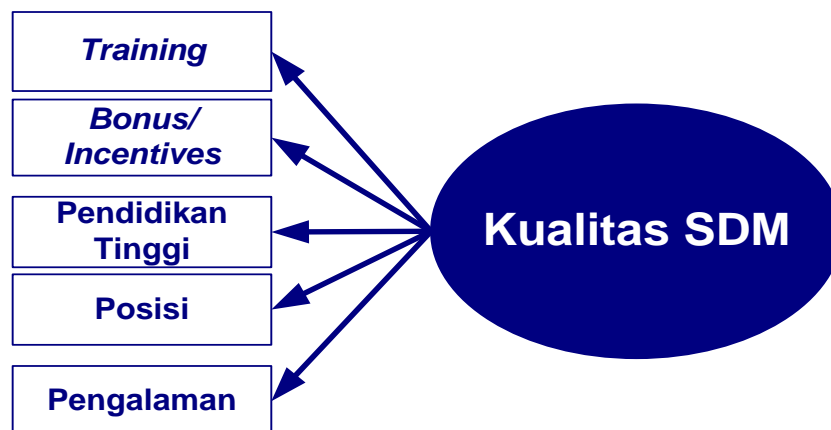 Training
Bonus/
Incentives
Pendidikan
Tinggi
Posisi
Pengalaman
Kualitas SDM